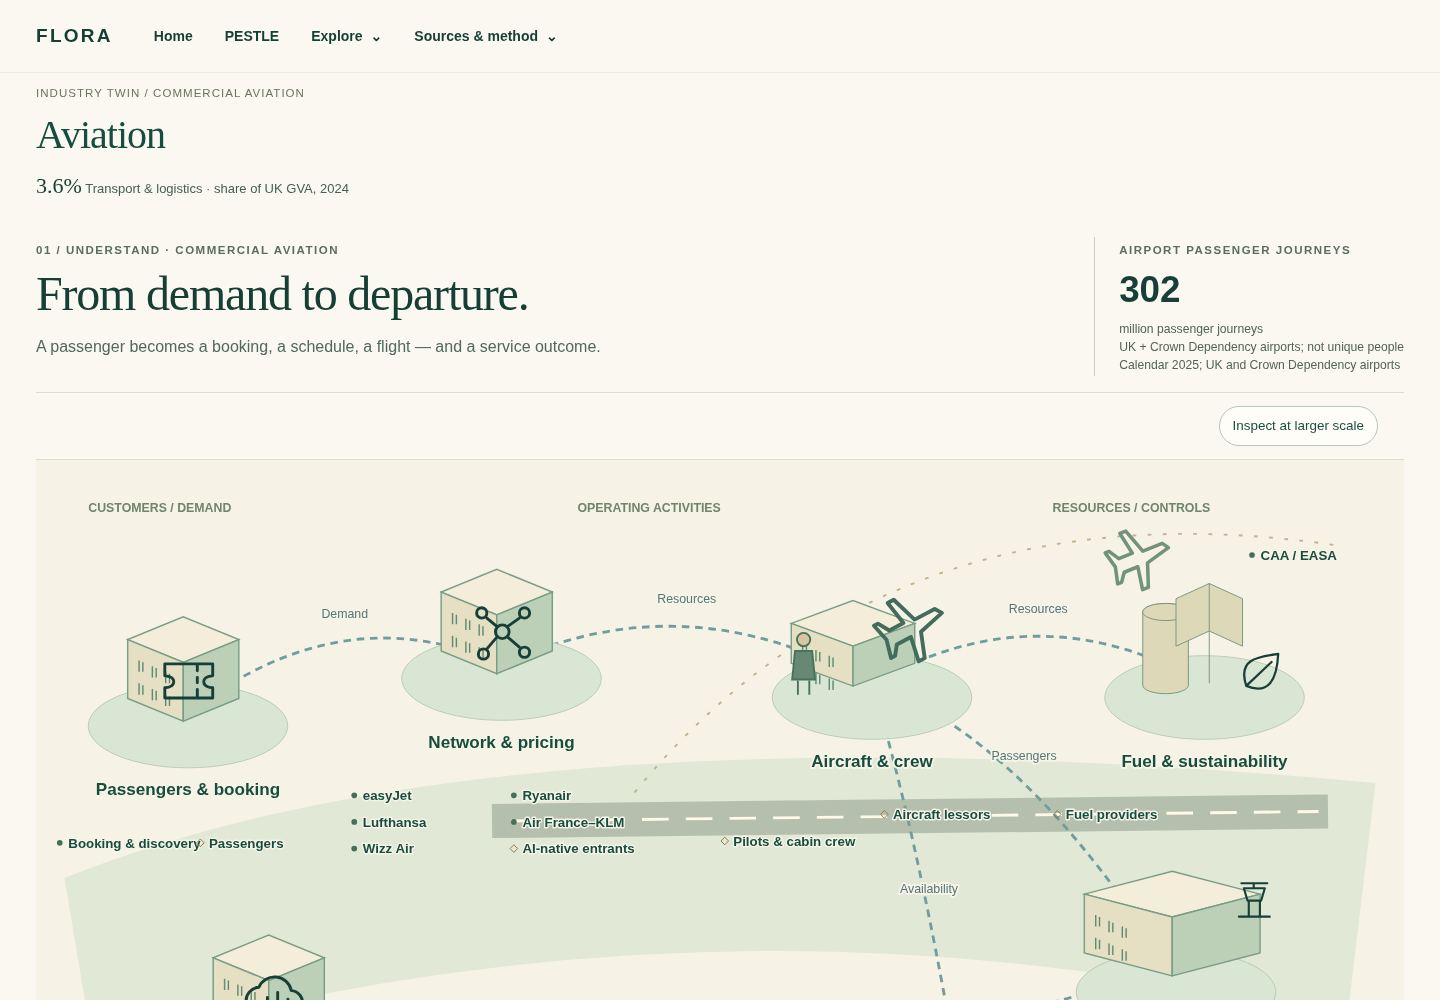 FLORA
Home
PESTLE
Explore
Sources & method
INDUSTRY TWIN / COMMERCIAL AVIATION
Aviation
3.6% Transport & logistics · share of UK GVA, 2024
01 / UNDERSTAND · COMMERCIAL AVIATION
From demand to departure.
A passenger becomes a booking, a schedule, a flight — and a service outcome.
AIRPORT PASSENGER JOURNEYS
302
million passenger journeys
UK + Crown Dependency airports; not unique people
Calendar 2025; UK and Crown Dependency airports
Inspect at larger scale
CUSTOMERS / DEMAND
OPERATING ACTIVITIES
RESOURCES / CONTROLS
CAA / EASA
Demand
Resources
Resources
Network & pricing
Aircraft & crew
Passengers
Fuel & sustainability
Passengers & booking
easyJet
Ryanair
Lufthansa
Air France–KLM
Aircraft lessors
Fuel providers
Booking & discovery
Passengers
Wizz Air
AI-native entrants
Pilots & cabin crew
Availability